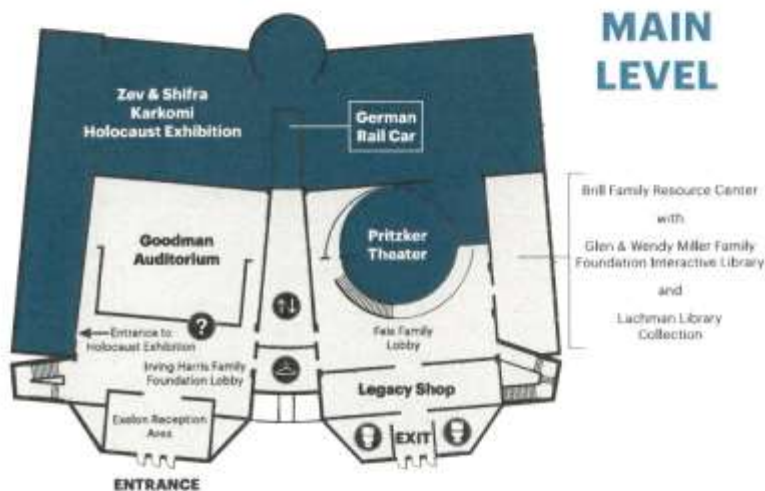 MAIN
LEVEL
Zev & Shifra
Karkomi
Holocaust Exhibition
German
Rail Car
Brill Family Resource Center
with
Glen & Wendy Miller Family
Foundation Interactive Library
and
Lachman Library
Collection
Goodman
Auditorium
Pritzker
Theater
?
Entrance to
Holocaust Exhibition
Feis Family
Lobby
Irving Harris Family
Foundation Lobby
Legacy Shop
Exelon Reception
Area
EXIT
ENTRANCE